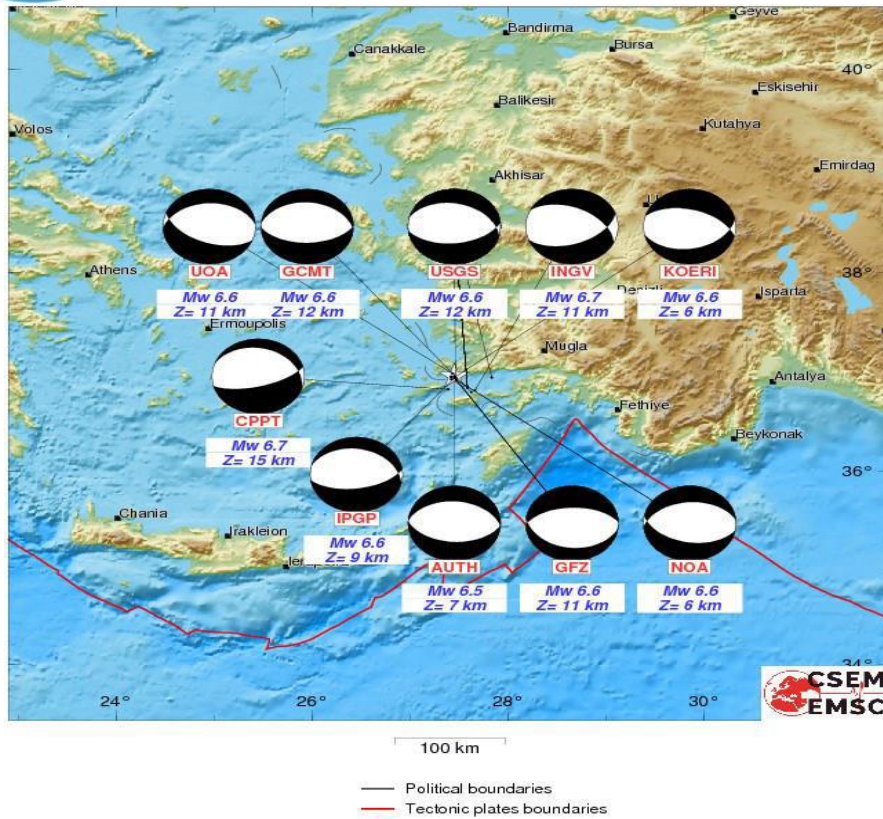 Geyve
Bandirma
Bursa
Canakkale
40°
Eskisehir
Balikesir
Kutahya
Volos
Emirdag
Akhisar
UOA
GCMT
USGS
INGV
KOERI
Athens
38°
Mw 6.6
Z= 11 km
Mw 6.6
Z= 12 km
Mw 6.6
Z= 12 km
Mw 6.7
Z= 11 km
Mw 6.6
Z= 6 km
Denizli
Isparta
Ermoupolis
Mugla
Antalya
CPPT
Fethiye
Mw 6.7
Z= 15 km
Beykonak
36°
Chania
IPGP
Irakleion
Mw 6.6
Z= 9 km
AUTH
GFZ
NOA
Mw 6.5
Z= 7 km
Mw 6.6
Z= 11 km
Mw 6.6
Z= 6 km
34°
24°
26°
28°
30°
CSEM
EMSC
100 km
Political boundaries
Tectonic plates boundaries